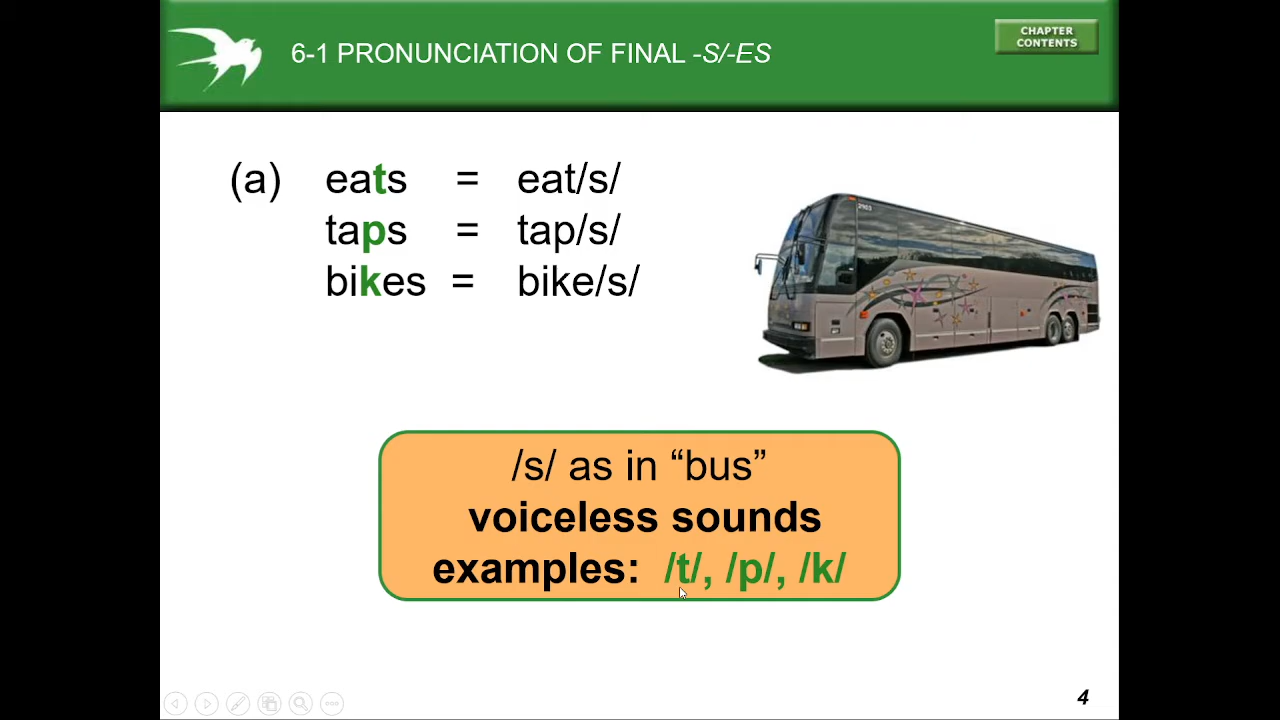 6-1 PRONUNCIATION OF FINAL -S/-ES
CHAPTER
CONTENTS
(a) eats = eat/s/
taps = tap/s/
bikes = bike/s/
2103
/s/ as in “bus”
voiceless sounds
examples: /t/, /p/, /k/
4